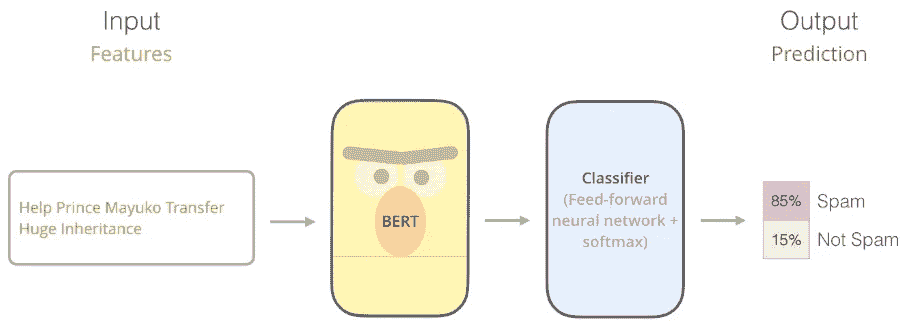 Input
Features
Output
Prediction
Help Prince Mayuko Transfer
Huge Inheritance
BERT
Classifier
(Feed-forward
neural network +
softmax)
85% Spam
15% Not Spam